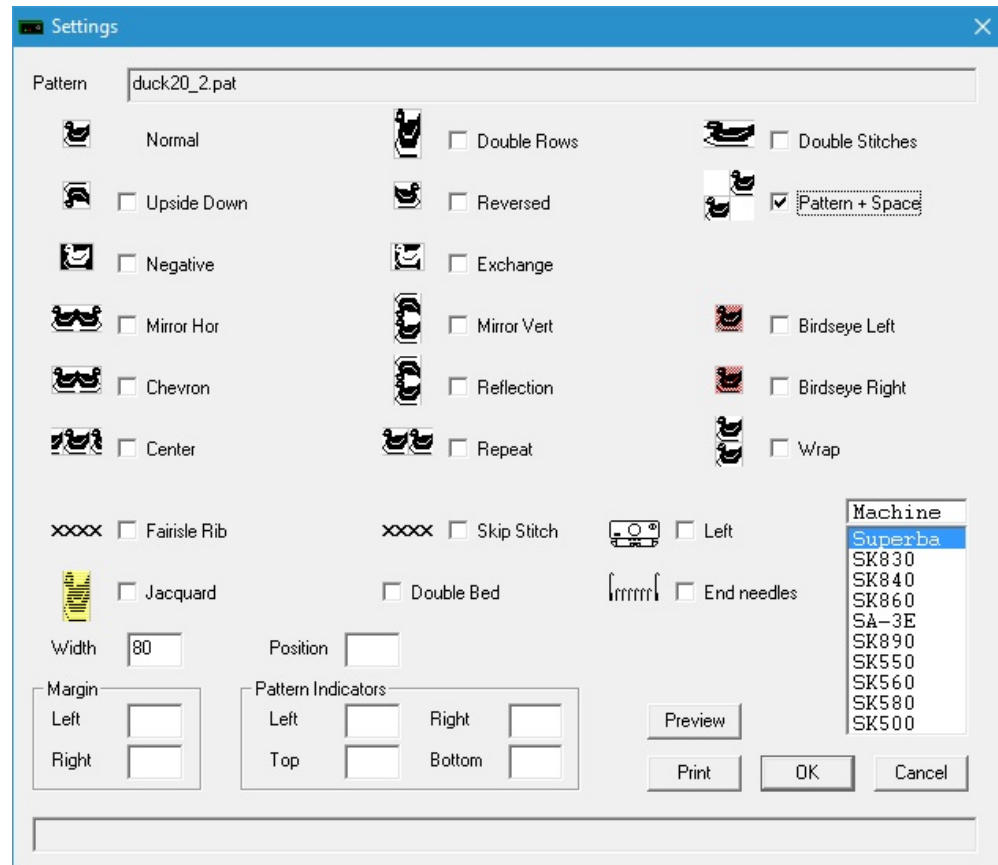 Settings
Pattern duck20_2.pat
Normal Double Rows Double Stitches
Upside Down Reversed Pattern + Space
Negative Exchange
Mirror Hor Mirror Vert Birdseye Left
Chevron Reflection Birdseye Right
Center Repeat Wrap
Fairisle Rib Skip Stitch Left
Jacquard Double Bed End needles
Machine
Superba
SK830
SK840
SK860
SA-3E
SK890
SK550
SK560
SK580
SK500
Width 80 Position
Margin
Left
Right
Pattern Indicators
Left Right
Top Bottom
Preview
Print OK Cancel